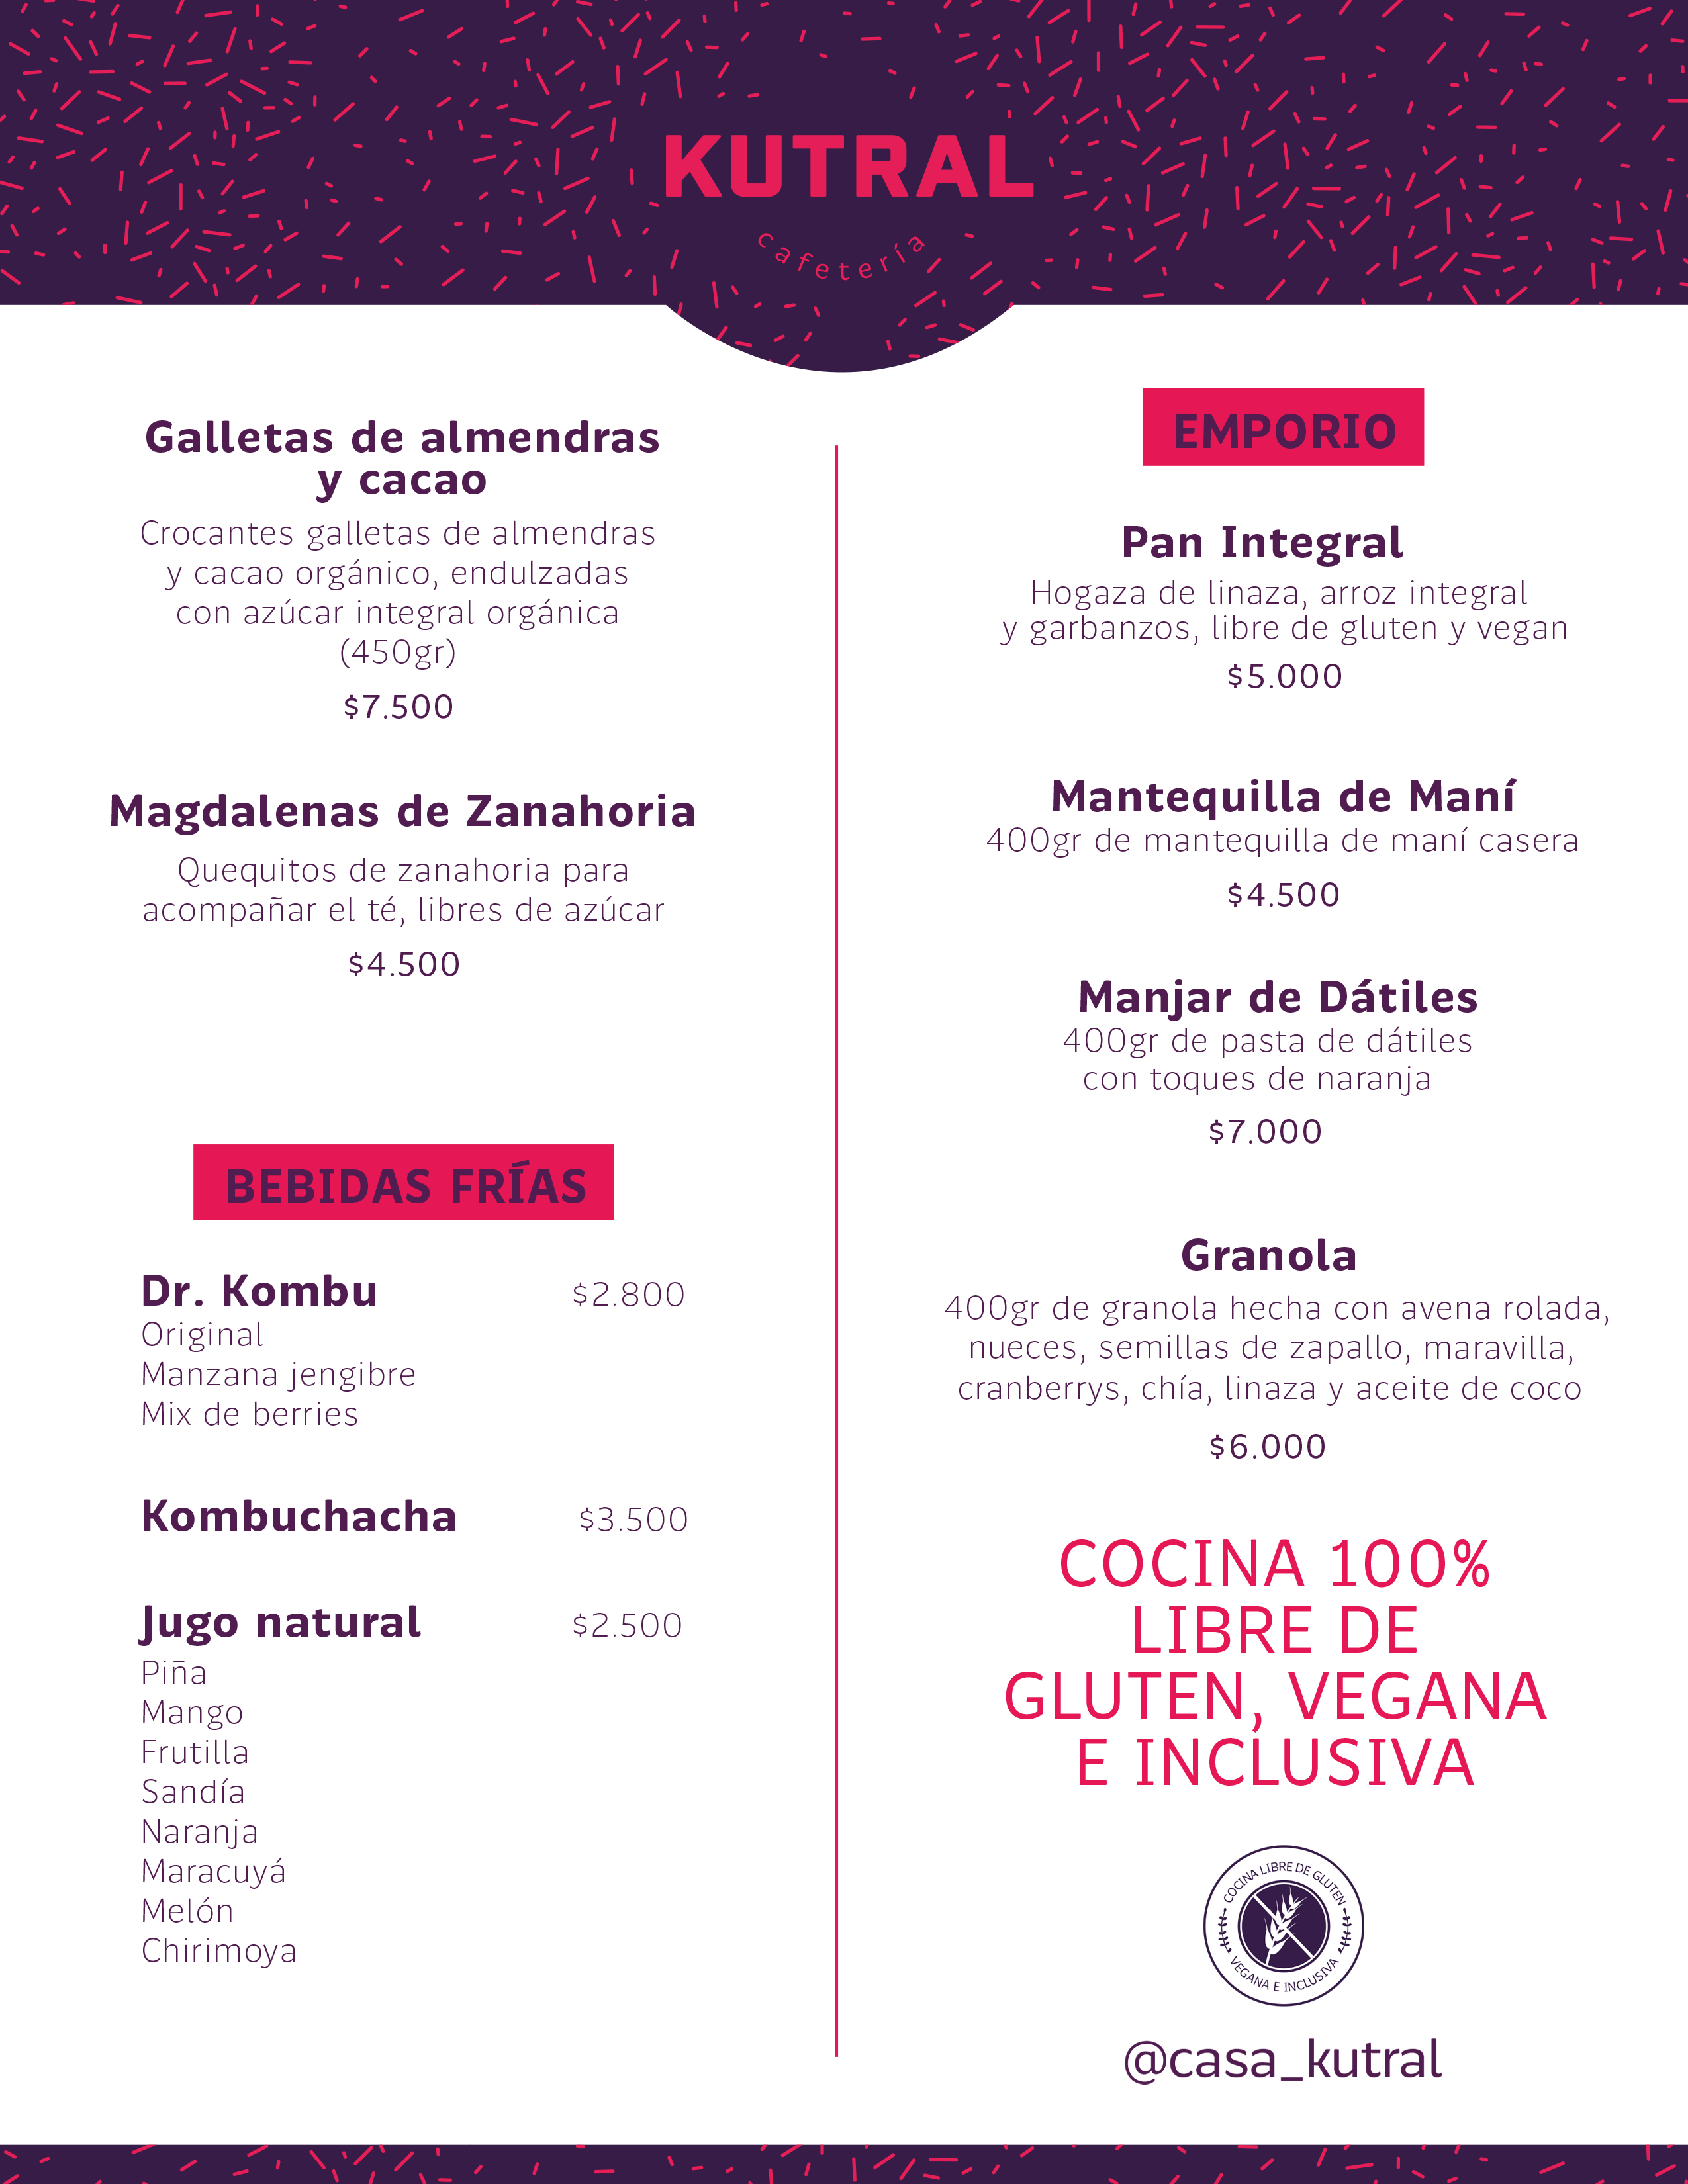 KUTRAL
cafetería
Galletas de almendras
y cacao
Crocantes galletas de almendras
y cacao orgánico, endulzadas
con azúcar integral orgánica
(450gr)
$7.500
Magdalenas de Zanahoria
Quequitos de zanahoria para
acompañar el té, libres de azúcar
$4.500
BEBIDAS FRÍAS
Dr. Kombu $2.800
Original
Manzana jengibre
Mix de berries
Kombuchacha $3.500
Jugo natural $2.500
Piña
Mango
Frutilla
Sandía
Naranja
Maracuyá
Melón
Chirimoya
EMPORIO
Pan Integral
Hogaza de linaza, arroz integral
y garbanzos, libre de gluten y vegan
$5.000
Mantequilla de Maní
400gr de mantequilla de maní casera
$4.500
Manjar de Dátiles
400gr de pasta de dátiles
con toques de naranja
$7.000
Granola
400gr de granola hecha con avena rolada,
nueces, semillas de zapallo, maravilla,
cranberrys, chía, linaza y aceite de coco
$6.000
COCINA 100%
LIBRE DE
GLUTEN, VEGANA
E INCLUSIVA
COCINA LIBRE DE GLUTEN
VEGANA E INCLUSIVA
@casa_kutral